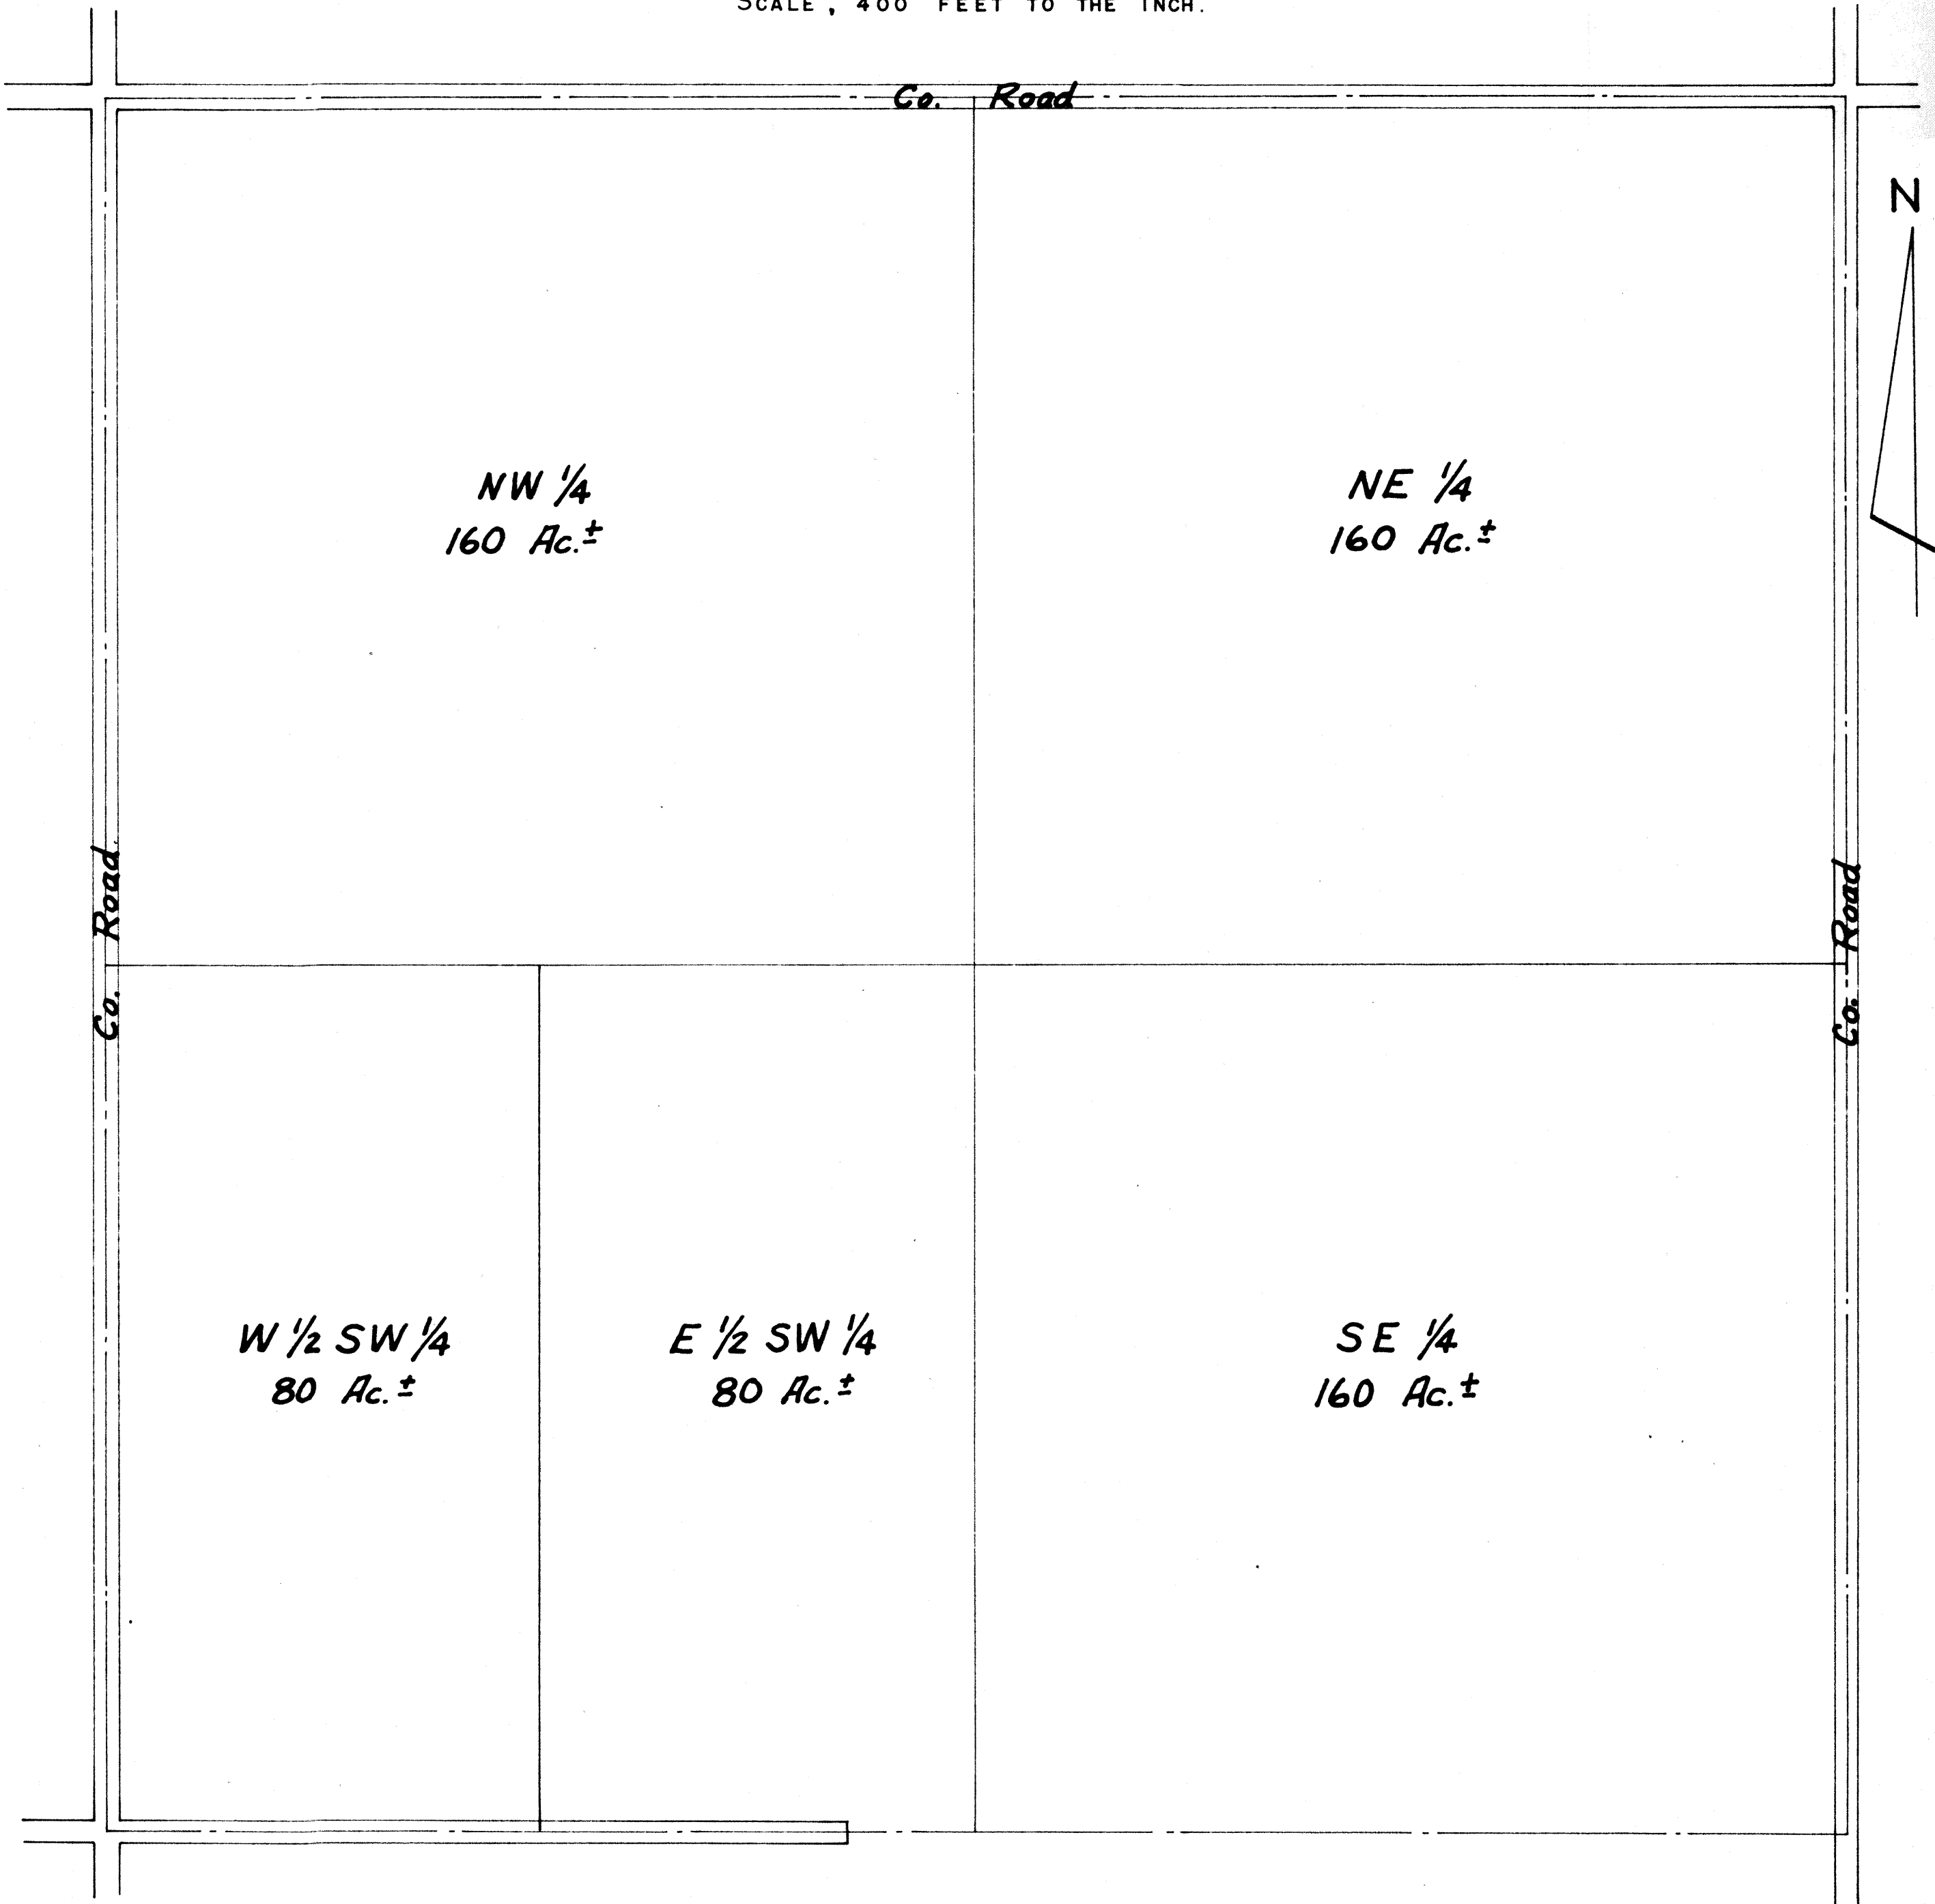 SCALE, 400 FEET TO THE INCH.
Co. Road
N
NW 1/4
160 Ac.±
NE 1/4
160 Ac.±
Co. Road
Co. Road
W 1/2 SW 1/4
80 Ac.±
E 1/2 SW 1/4
80 Ac.±
SE 1/4
160 Ac.±